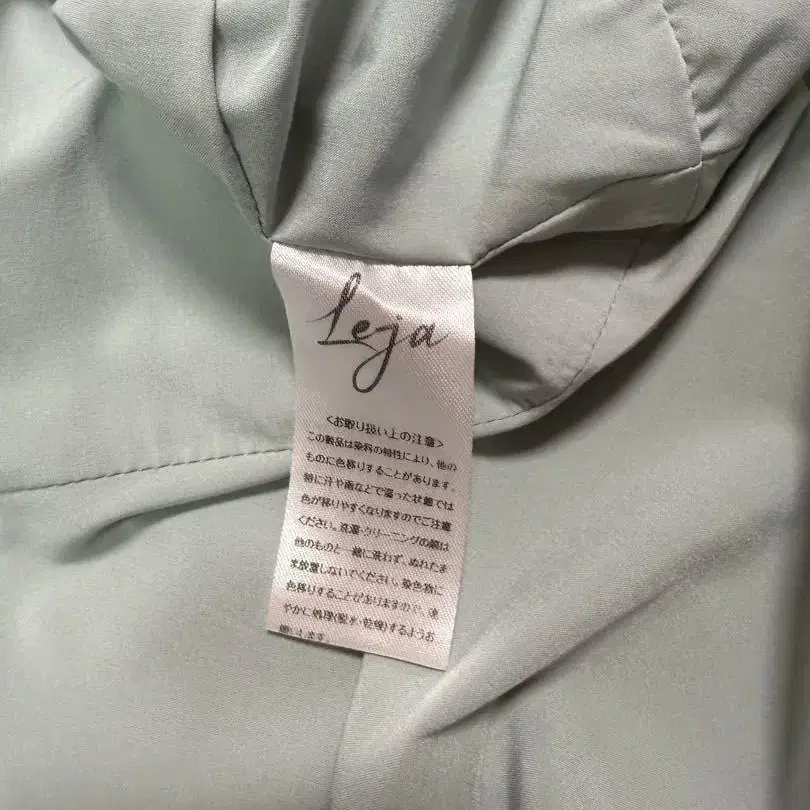 Leja
<お取り扱い上の注意>
この製品は染料の特性により、他の
ものに色移りすることがあります。
特に汗や雨などで湿った状態では
色が移りやすくなりますのでご注意
ください。洗濯・クリーニングの際は
他のものと一緒に洗わず、ぬれたま
ま放置しないでください。染色物に
色移りすることがありますので、速
やかに処理(脱水・乾燥)するようお
願いします。